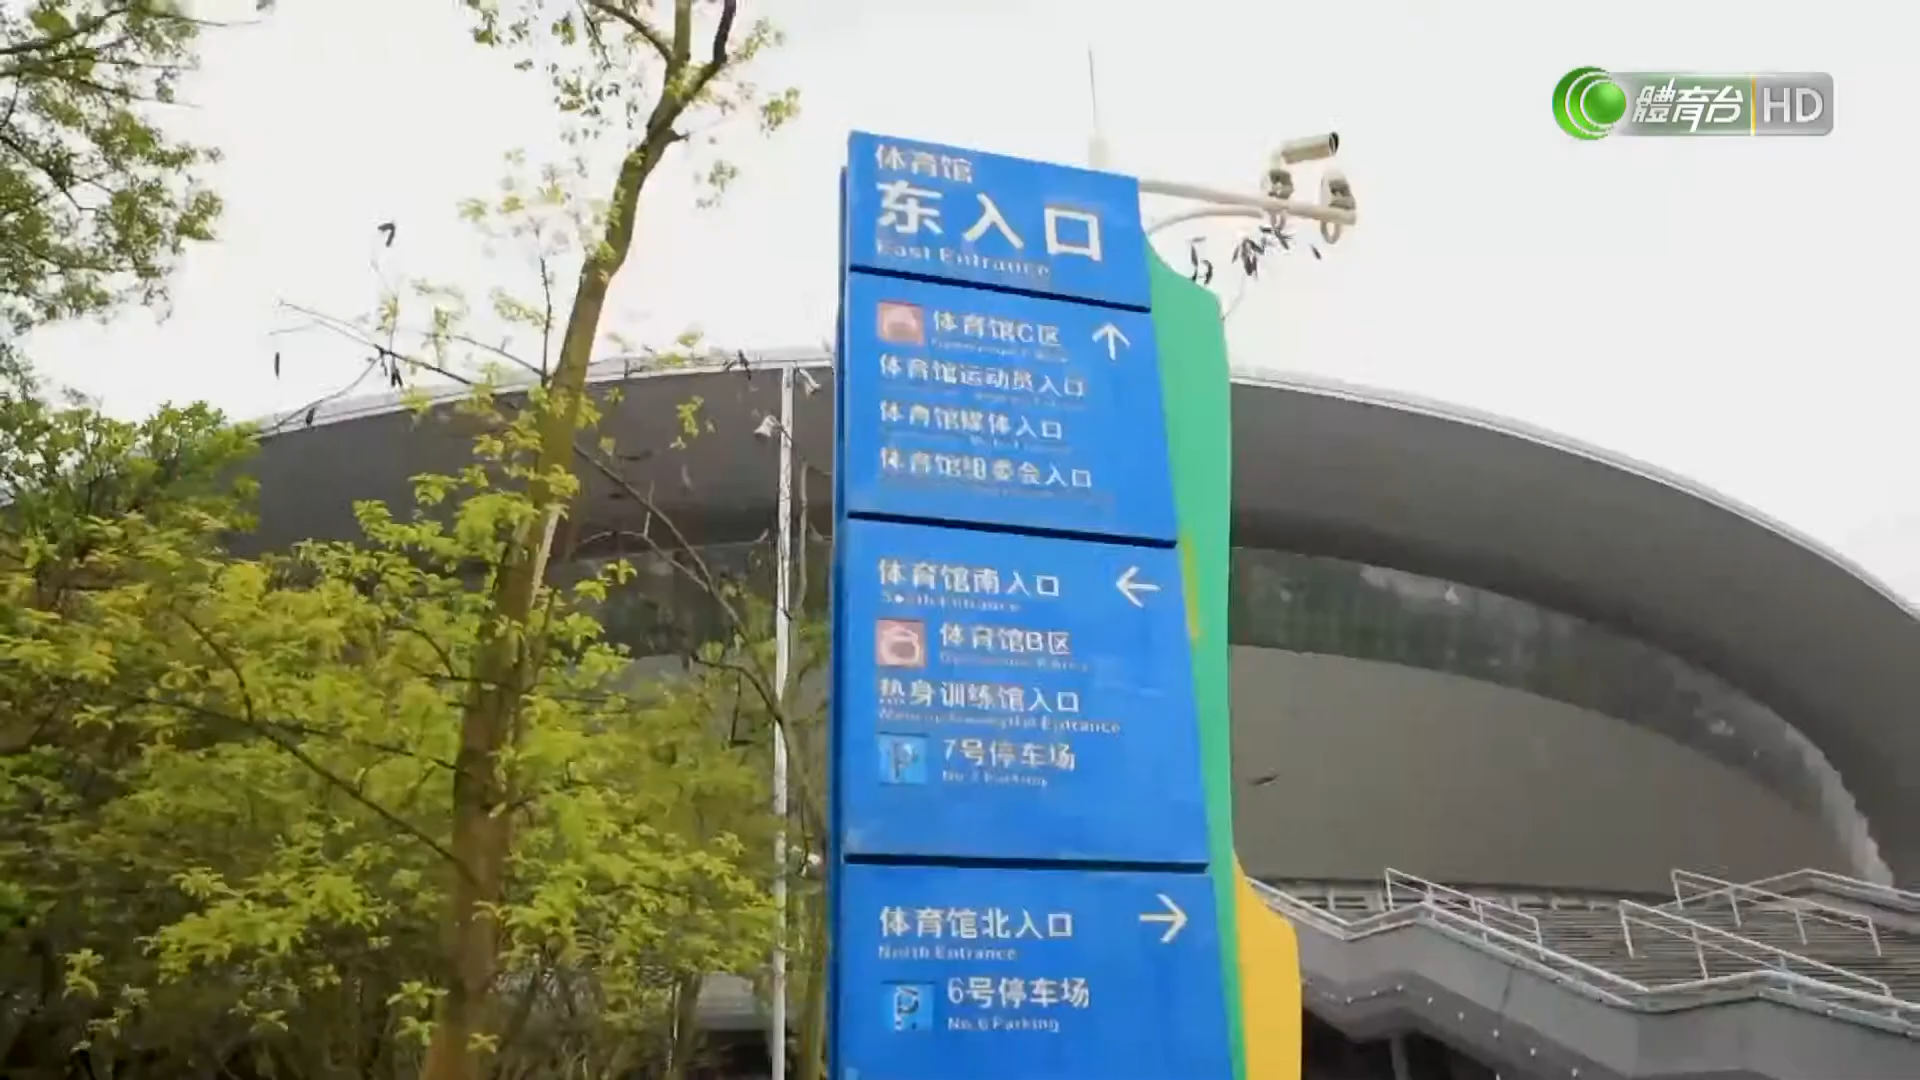 體育台 HD
体育馆
东入口
East Entrance
体育馆C区
体育馆运动员入口
体育馆媒体入口
体育馆组委会入口
体育馆南入口
South Entrance
体育馆B区
热身训练馆入口
Entrance
P 7号停车场
No.7 Parking
体育馆北入口
North Entrance
P 6号停车场
No.6 Parking